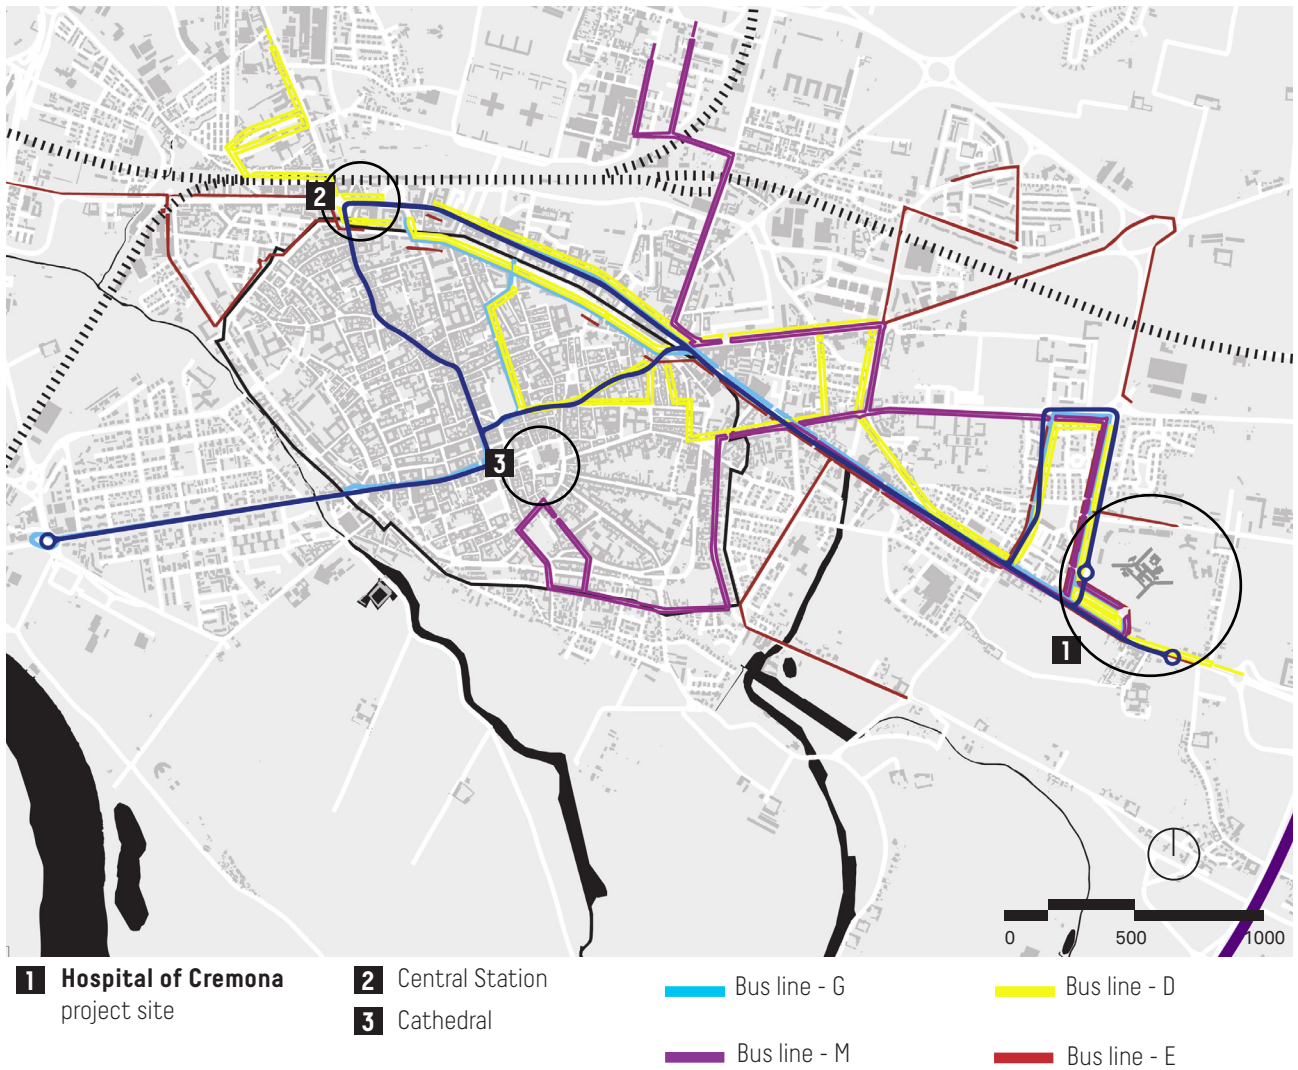 2
3
1
0
500
1000
1 Hospital of Cremona
project site
2 Central Station
3 Cathedral
Bus line - G
Bus line - D
Bus line - M
Bus line - E